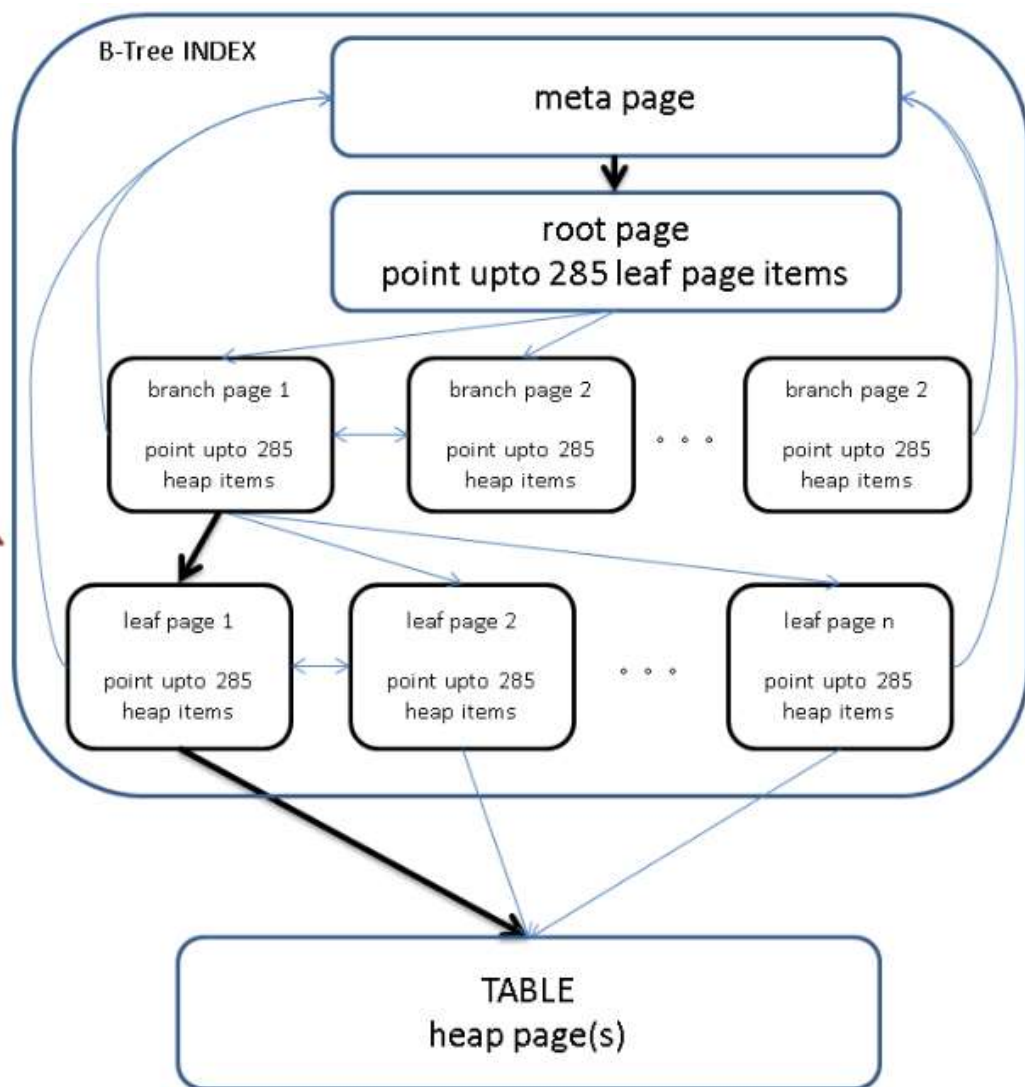 B-Tree INDEX
meta page
root page
point upto 285 leaf page items
branch page 1
point upto 285
heap items
branch page 2
point upto 285
heap items
branch page 2
point upto 285
heap items
leaf page 1
point upto 285
heap items
leaf page 2
point upto 285
heap items
leaf page n
point upto 285
heap items
TABLE
heap page(s)